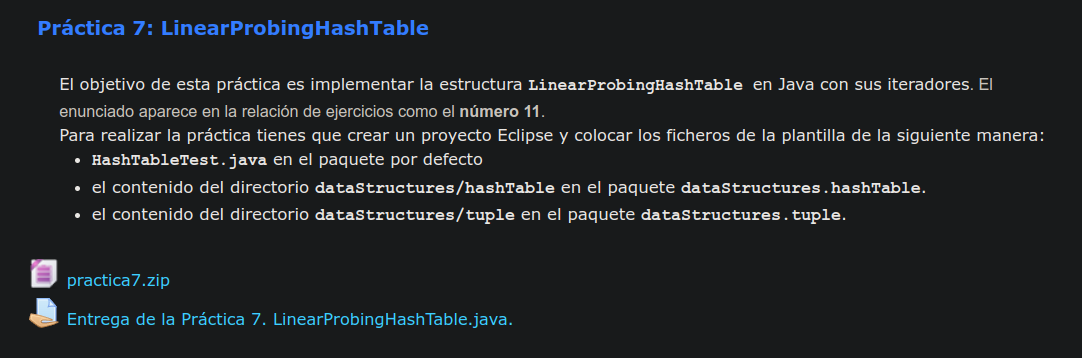 Práctica 7: LinearProbingHashTable
El objetivo de esta práctica es implementar la estructura LinearProbingHashTable en Java con sus iteradores. El
enunciado aparece en la relación de ejercicios como el número 11.
Para realizar la práctica tienes que crear un proyecto Eclipse y colocar los ficheros de la plantilla de la siguiente manera:
• HashTableTest.java en el paquete por defecto
• el contenido del directorio dataStructures/hashTable en el paquete dataStructures.hashTable.
• el contenido del directorio dataStructures/tuple en el paquete dataStructures.tuple.
practica7.zip
Entrega de la Práctica 7. LinearProbingHashTable.java.